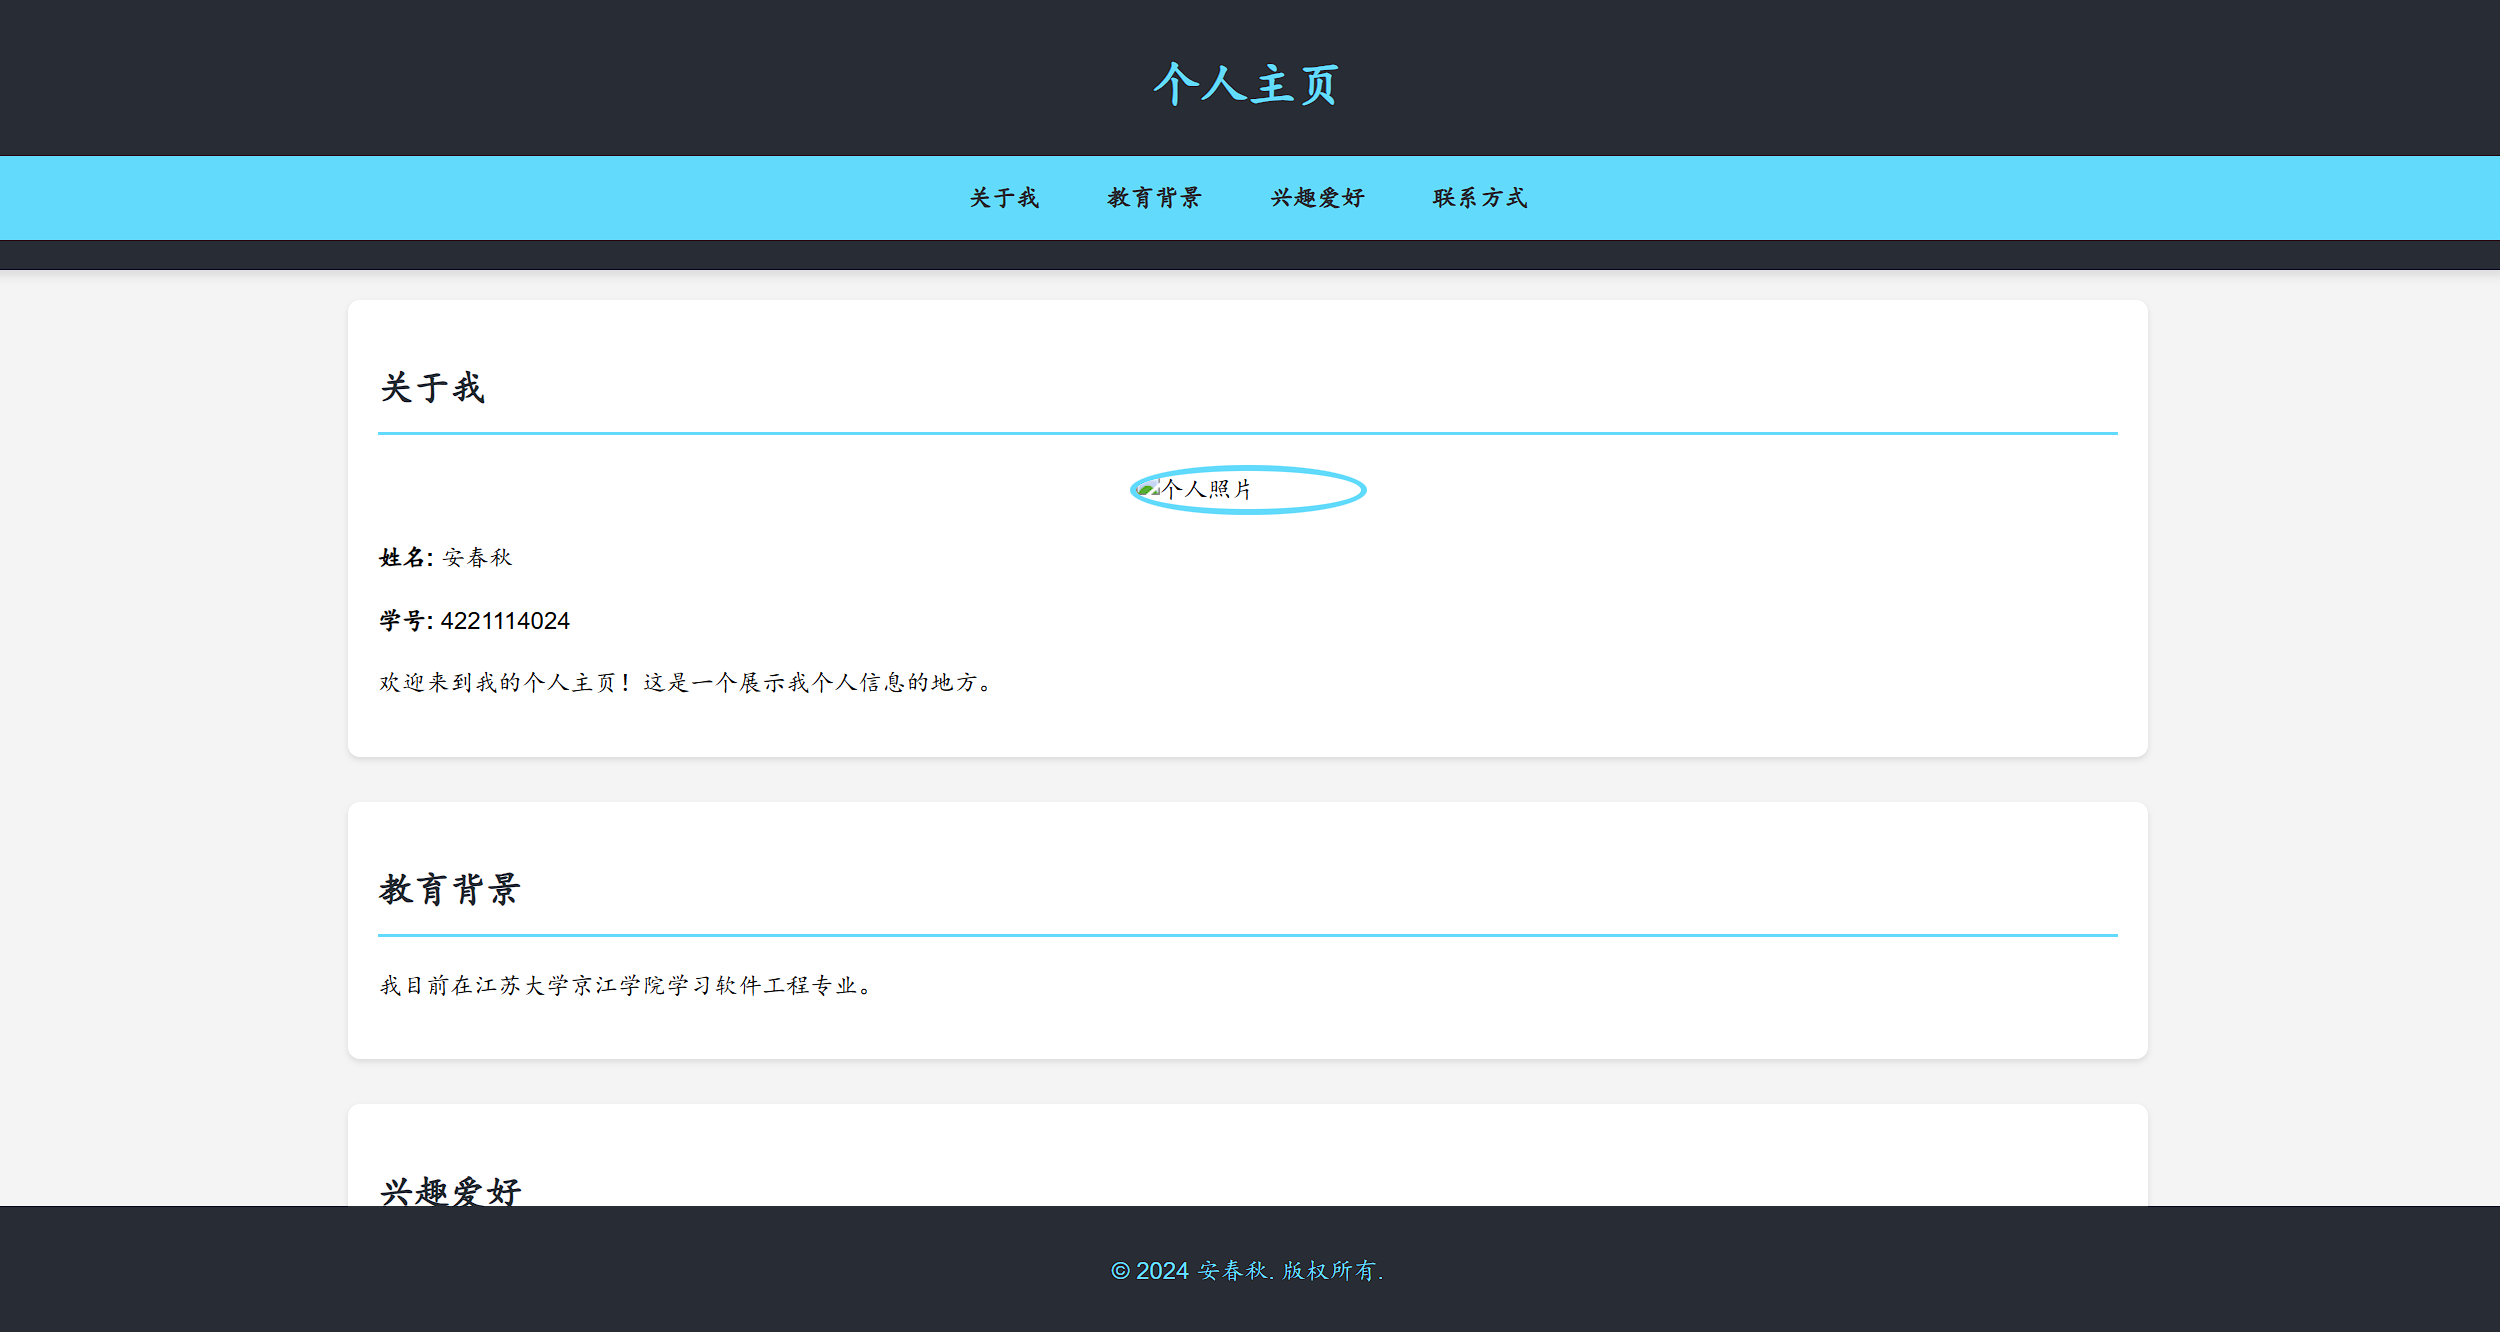 个人主页
关于我 教育背景 兴趣爱好 联系方式
关于我
个人照片
姓名: 安春秋
学号: 4221114024
欢迎来到我的个人主页！这是一个展示我个人信息的地方。
教育背景
我目前在江苏大学京江学院学习软件工程专业。
兴趣爱好
© 2024 安春秋. 版权所有.